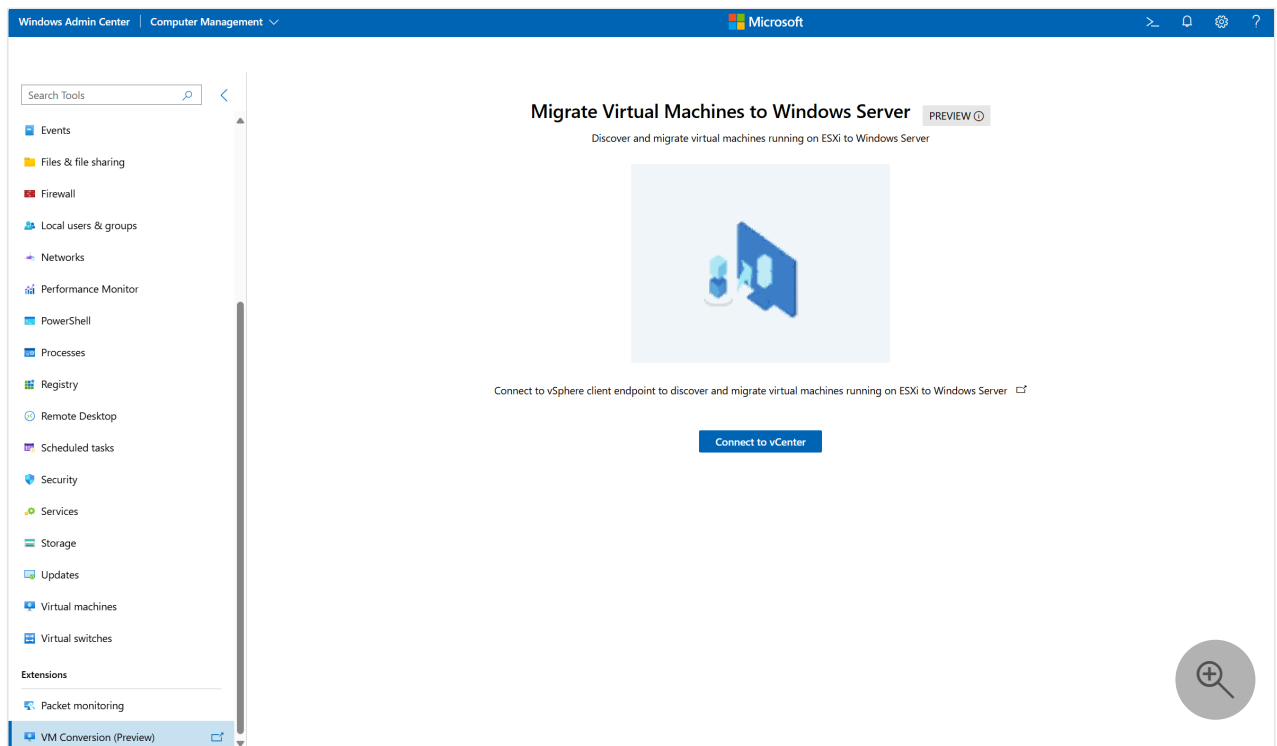 Windows Admin Center | Computer Management
Microsoft
Search Tools
Events
Files & file sharing
Firewall
Local users & groups
Networks
Performance Monitor
PowerShell
Processes
Registry
Remote Desktop
Scheduled tasks
Security
Services
Storage
Updates
Virtual machines
Virtual switches
Extensions
Packet monitoring
VM Conversion (Preview)
Migrate Virtual Machines to Windows Server PREVIEW
Discover and migrate virtual machines running on ESXi to Windows Server
Connect to vSphere client endpoint to discover and migrate virtual machines running on ESXi to Windows Server
Connect to vCenter